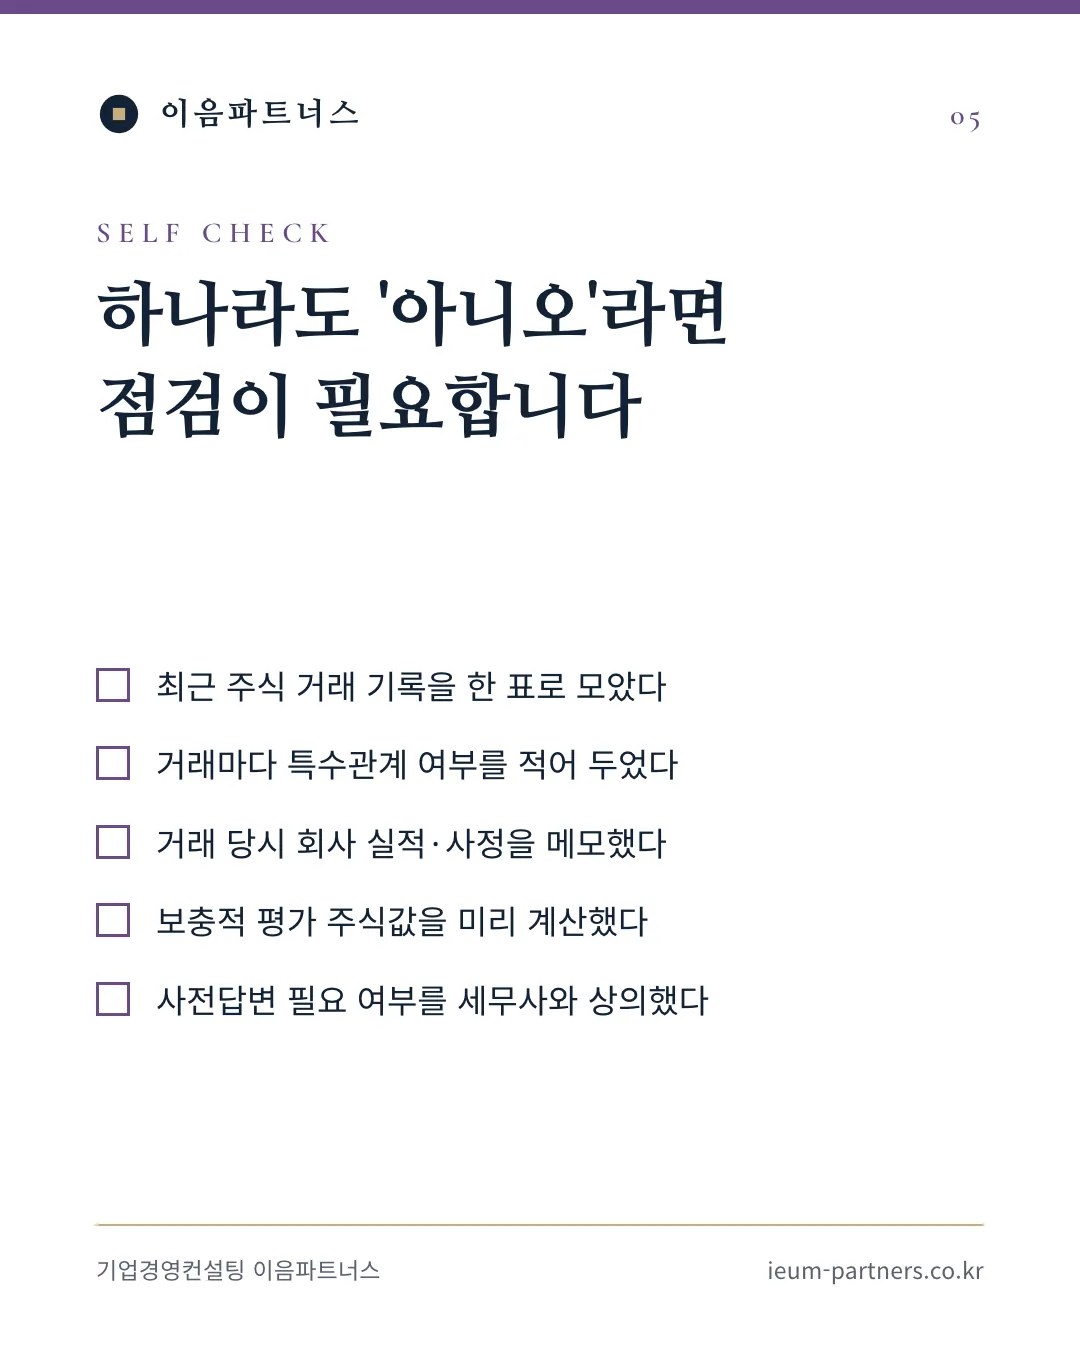 이음파트너스
05
SELF CHECK
하나라도 '아니오'라면
점검이 필요합니다
최근 주식 거래 기록을 한 표로 모았다
거래마다 특수관계 여부를 적어 두었다
거래 당시 회사 실적·사정을 메모했다
보충적 평가 주식값을 미리 계산했다
사전답변 필요 여부를 세무사와 상의했다
기업경영컨설팅 이음파트너스
ieum-partners.co.kr